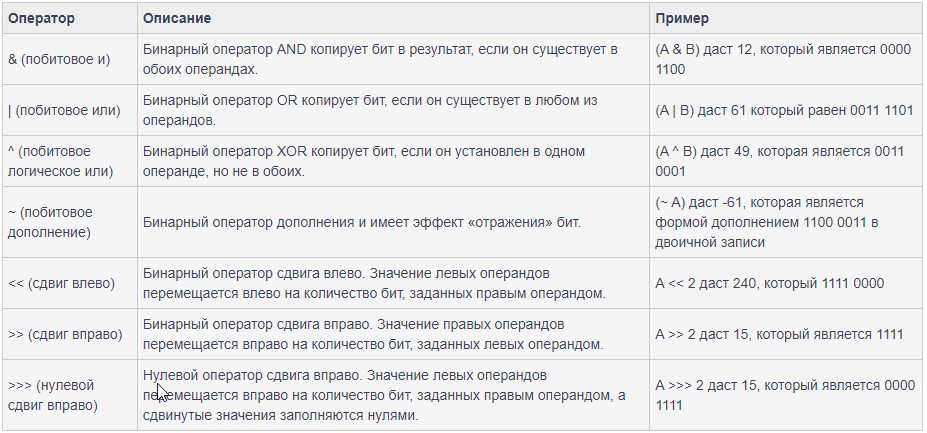 Оператор Описание Пример
& (побитовое и)
Бинарный оператор AND копирует бит в результат, если он существует в
обоих операндах.
(A & B) даст 12, который является 0000
1100
| (побитовое или)
Бинарный оператор OR копирует бит, если он существует в любом из
операндов.
(A | B) даст 61 который равен 0011 1101
^ (побитовое
логическое или)
Бинарный оператор XOR копирует бит, если он установлен в одном
операнде, но не в обоих.
(A ^ B) даст 49, которая является 0011
0001
~ (побитовое
дополнение)
Бинарный оператор дополнения и имеет эффект «отражения» бит.
(~ A) даст -61, которая является
формой дополнением 1100 0011 в
двоичной записи
<< (сдвиг влево)
Бинарный оператор сдвига влево. Значение левых операндов
перемещается влево на количество бит, заданных правым операндом.
A << 2 даст 240, который 1111 0000
>> (сдвиг вправо)
Бинарный оператор сдвига вправо. Значение правых операндов
перемещается вправо на количество бит, заданных левых операндом.
A >> 2 даст 15, который является 1111
>>> (нулевой
сдвиг вправо)
Нулевой оператор сдвига вправо. Значение левых операндов
перемещается вправо на количество бит, заданных правым операндом, а
сдвинутые значения заполняются нулями.
A >>> 2 даст 15, который является 0000
1111